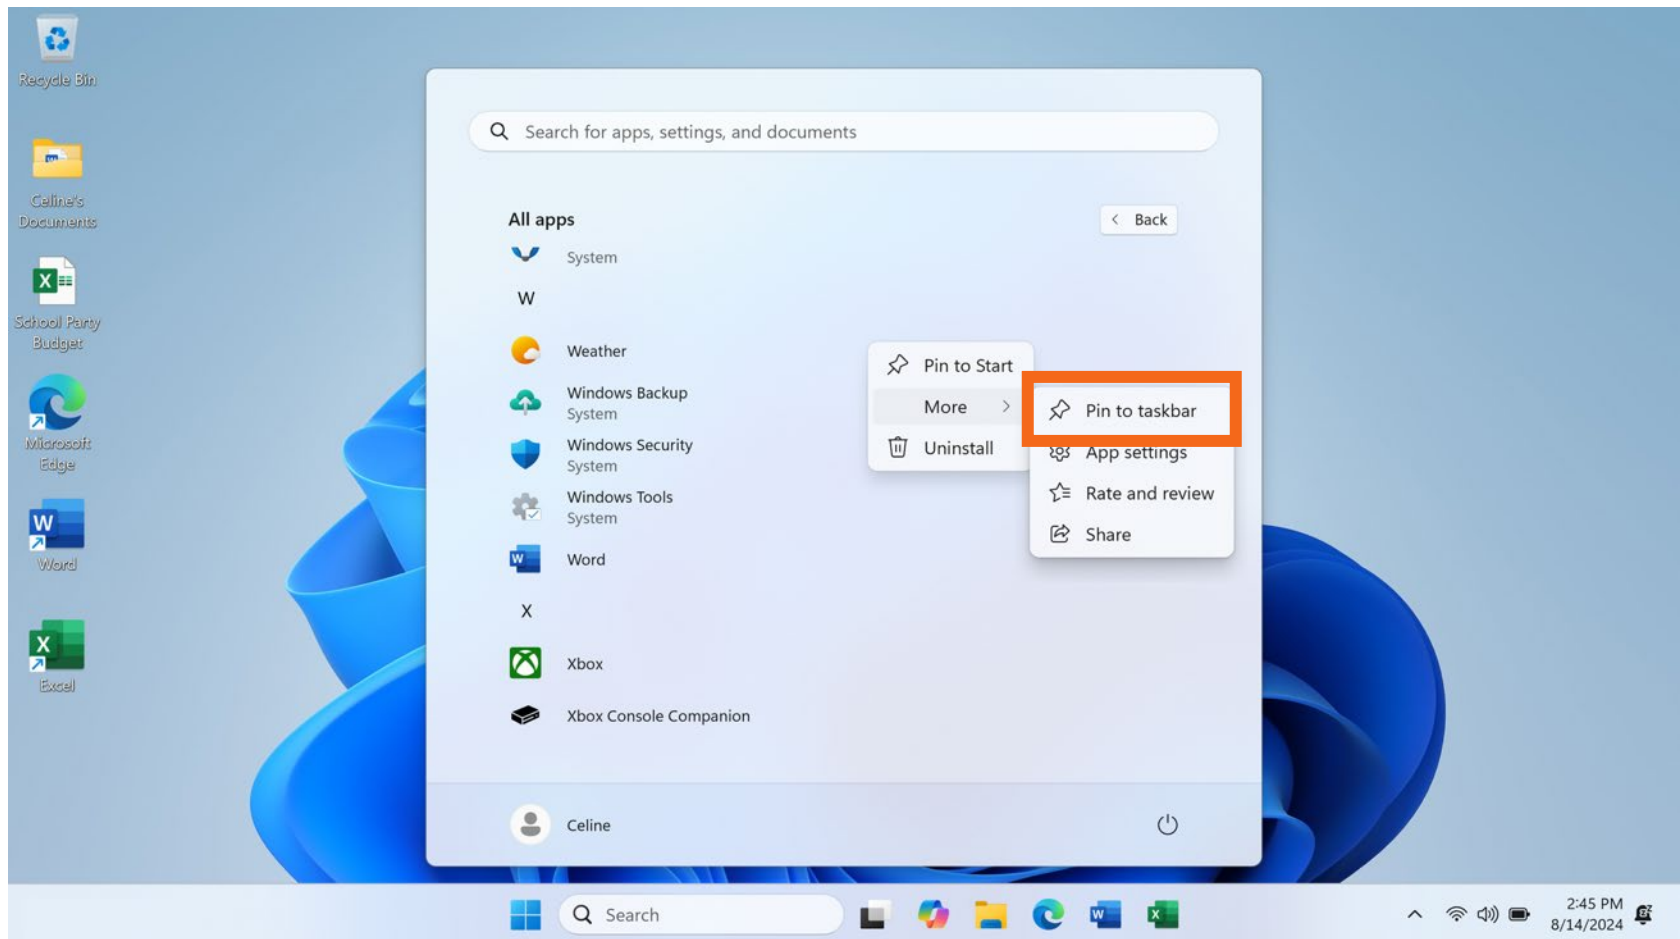 Recycle Bin
Celine's
Documents
School Party
Budget
Microsoft
Edge
Word
Excel
Search for apps, settings, and documents
All apps
Back
System
W
Weather
Windows Backup
System
Windows Security
System
Windows Tools
System
Word
X
Xbox
Xbox Console Companion
Pin to Start
More
Uninstall
Pin to taskbar
App settings
Rate and review
Share
Celine
Search
2:45 PM
8/14/2024